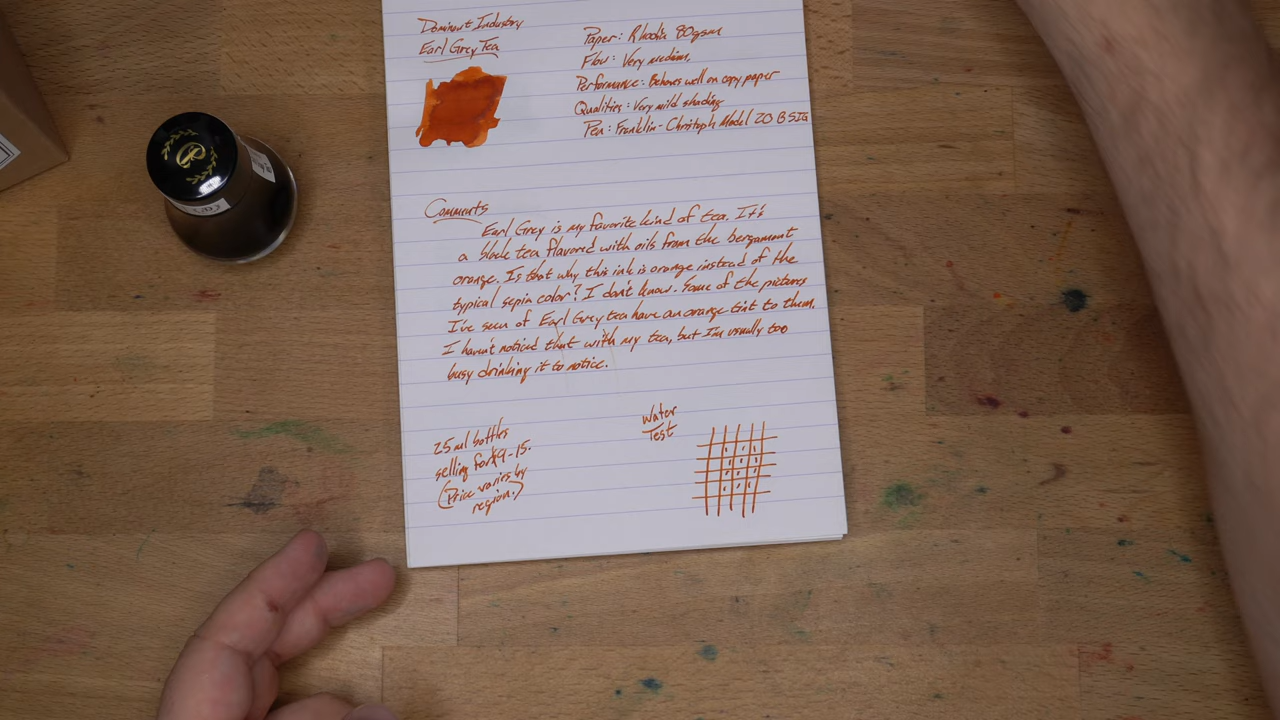 Dominant Industry
Earl Grey Tea
Paper: Rhodia 80gsm
Flow: Very medium,
Performance: Behaves well on copy paper
Qualities: Very mild shading
Pen: Franklin-Christoph Model 20 B SIG
Comments
Earl Grey is my favorite kind of tea. It's
a black tea flavored with oils from the bergamont
orange. Is that why this ink is orange instead of the
typical sepia color? I don't know. Some of the pictures
I've seen of Earl Grey tea have an orange tint to them.
I haven't noticed that with my tea, but I'm usually too
busy drinking it to notice.
25 ml bottles
selling for $9-15.
(Price varies by
region.)
Water
Test